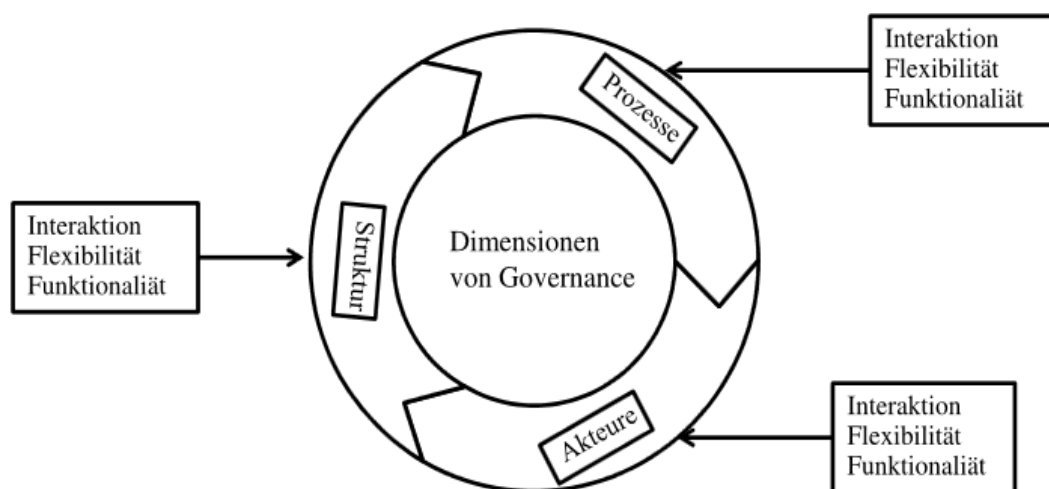 Interaktion
Flexibilität
Funktionaliät
Prozesse
Interaktion
Flexibilität
Funktionaliät
Struktur
Dimensionen
von Governance
Akteure
Interaktion
Flexibilität
Funktionaliät